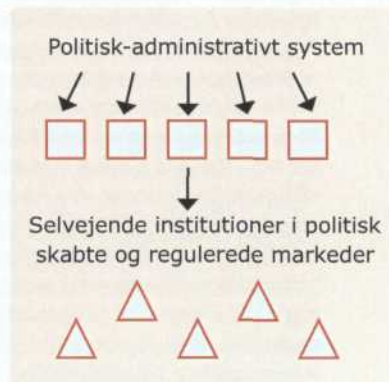 Politisk-administrativt system
Selvejende institutioner i politisk
skabte og regulerede markeder